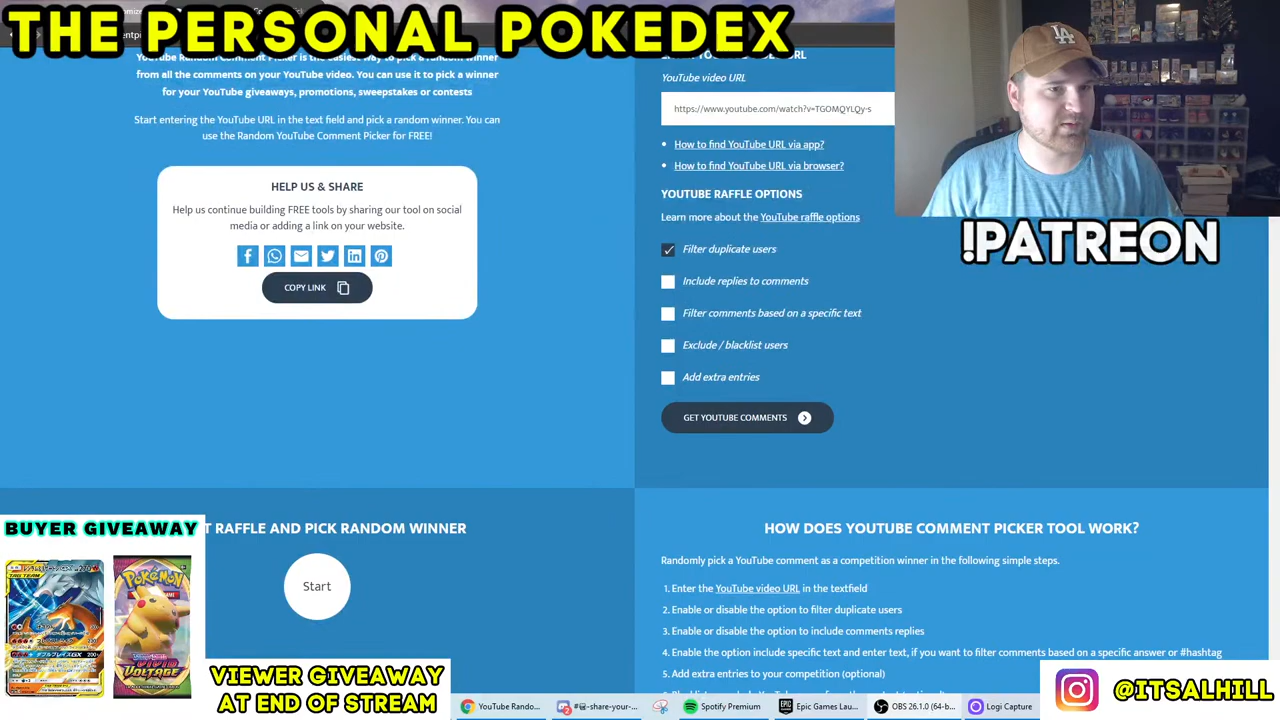 THE PERSONAL POKEDEX
YouTube Random Comment Picker is the easiest way to pick a random winner
from all the comments on your YouTube video. You can use it to pick a winner
for your YouTube giveaways, promotions, sweepstakes or contests
Start entering the YouTube URL in the text field and pick a random winner. You can
use the Random YouTube Comment Picker for FREE!
HELP US & SHARE
Help us continue building FREE tools by sharing our tool on social
media or adding a link on your website.
COPY LINK
YouTube video URL
https://www.youtube.com/watch?v=TGOMQYLQy-s
How to find YouTube URL via app?
How to find YouTube URL via browser?
YOUTUBE RAFFLE OPTIONS
Learn more about the YouTube raffle options
Filter duplicate users
Include replies to comments
Filter comments based on a specific text
Exclude / blacklist users
Add extra entries
GET YOUTUBE COMMENTS
LA
!PATREON
BUYER GIVEAWAY
T RAFFLE AND PICK RANDOM WINNER
Start
HOW DOES YOUTUBE COMMENT PICKER TOOL WORK?
Randomly pick a YouTube comment as a competition winner in the following simple steps.
1. Enter the YouTube video URL in the textfield
2. Enable or disable the option to filter duplicate users
3. Enable or disable the option to include comments replies
4. Enable the option include specific text and enter text, if you want to filter comments based on a specific answer or #hashtag
5. Add extra entries to your competition (optional)
TAG TEAM
Pokémon
VIVID
VOLTAGE
VIEWER GIVEAWAY
AT END OF STREAM
YouTube Rando...
#😀-share-your-...
Spotify Premium
Epic Games Lau...
OBS 26.1.0 (64-b...
Logi Capture
@ITSALHILL